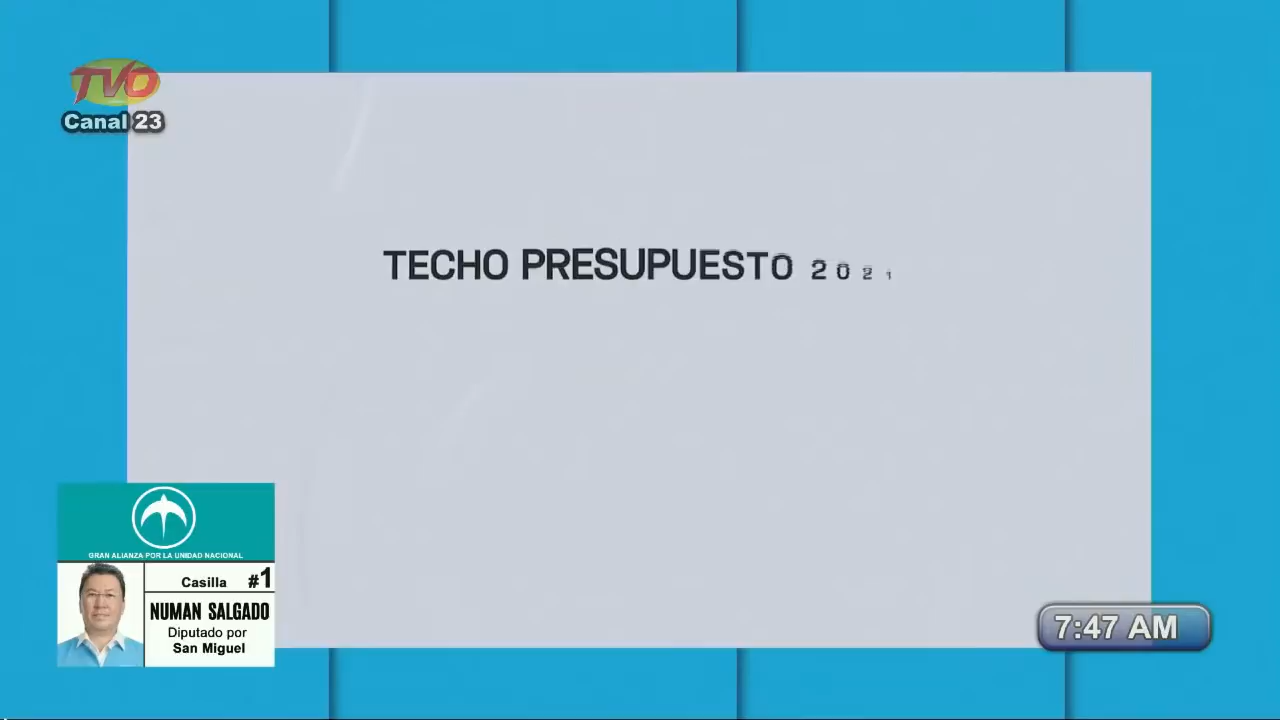 TVO
Canal 23
TECHO PRESUPUESTO 2021
GRAN ALIANZA POR LA UNIDAD NACIONAL
Casilla #1
NUMAN SALGADO
Diputado por
San Miguel
7:47 AM